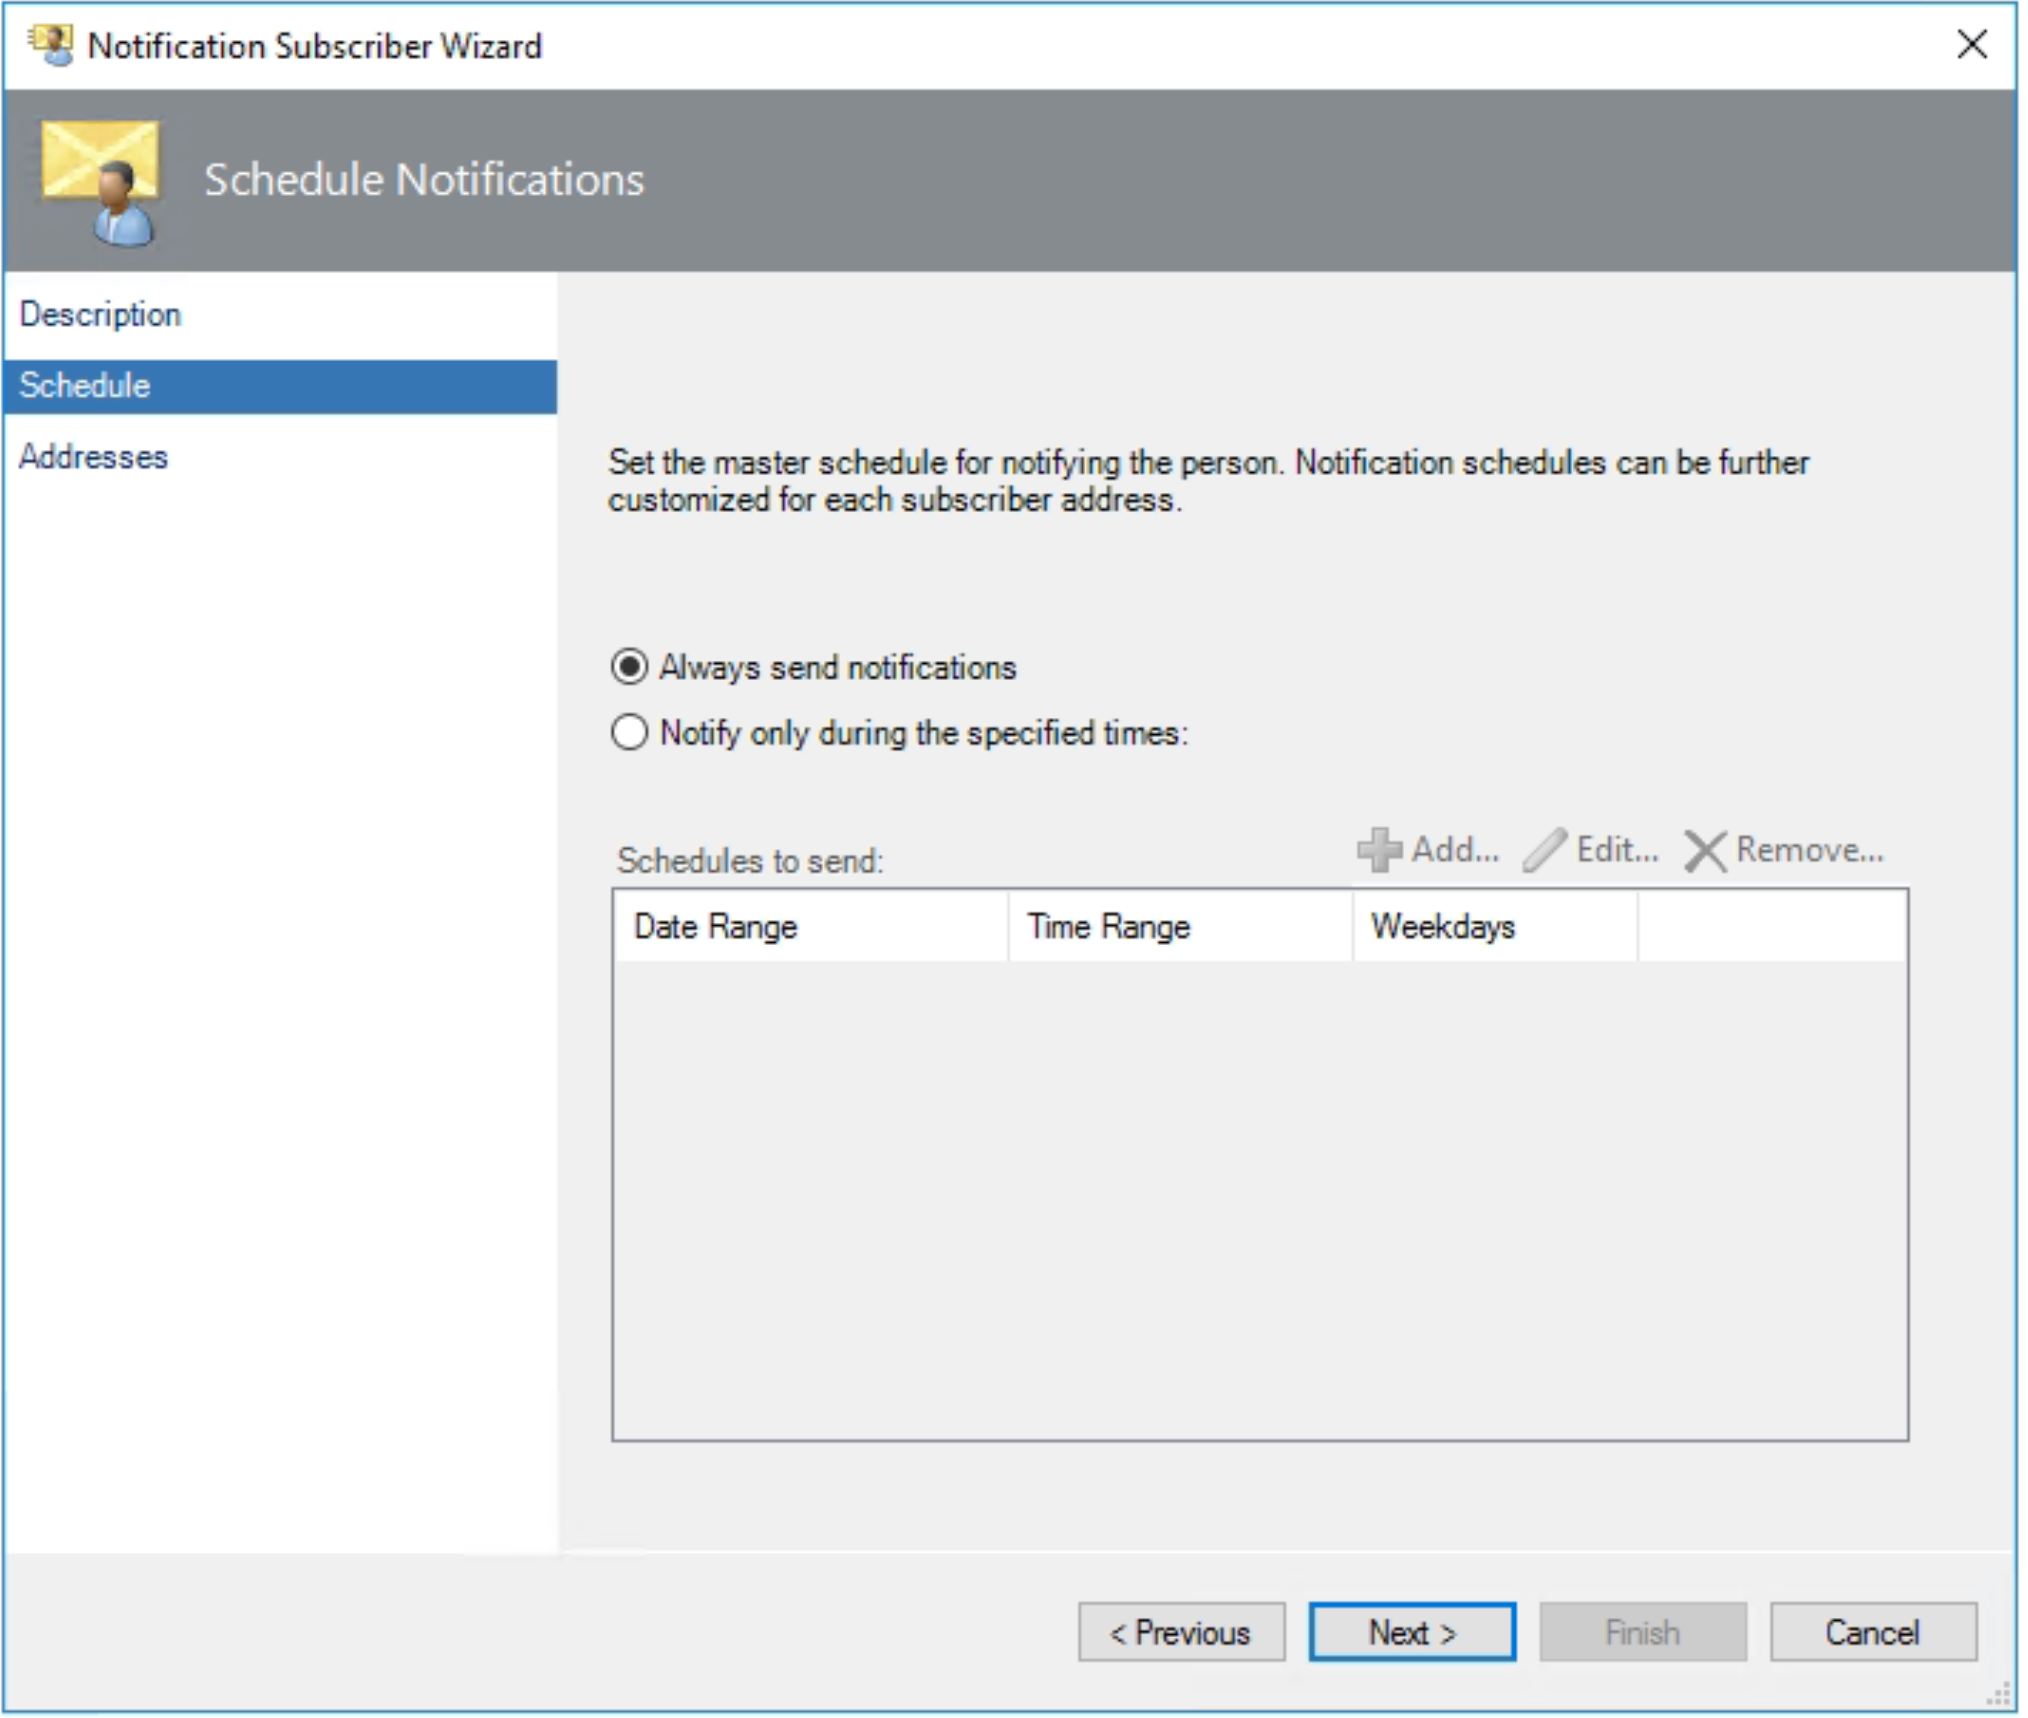 Notification Subscriber Wizard
Schedule Notifications
Description
Schedule
Addresses
Set the master schedule for notifying the person. Notification schedules can be further
customized for each subscriber address.
Always send notifications
Notify only during the specified times:
Schedules to send:
Add... Edit... Remove...
Date Range Time Range Weekdays
< Previous Next > Finish Cancel